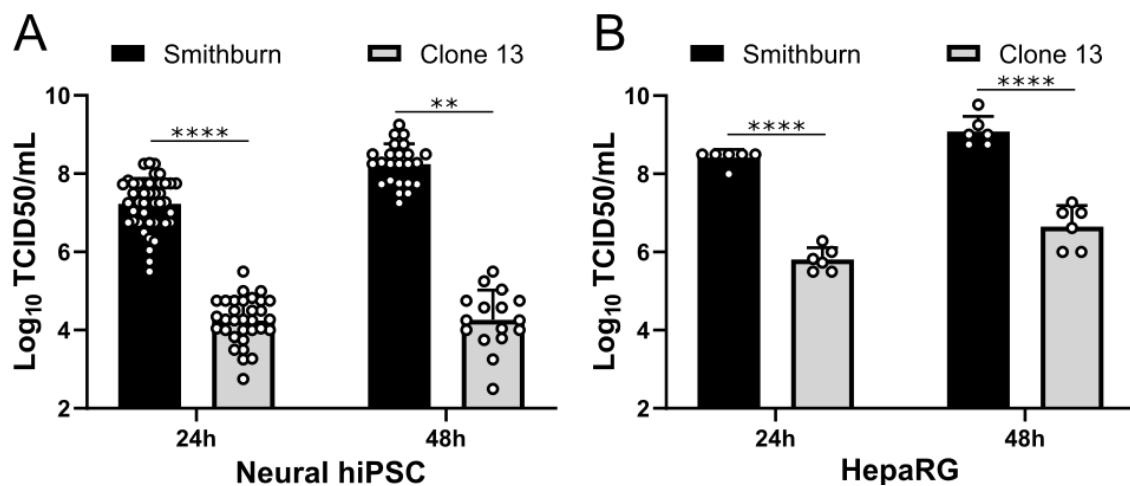 A
Smithburn
Clone 13
****
**
Log10 TCID50/mL
10
8
6
4
2
24h
48h
Neural hiPSC
B
Smithburn
Clone 13
****
****
Log10 TCID50/mL
10
8
6
4
2
24h
48h
HepaRG